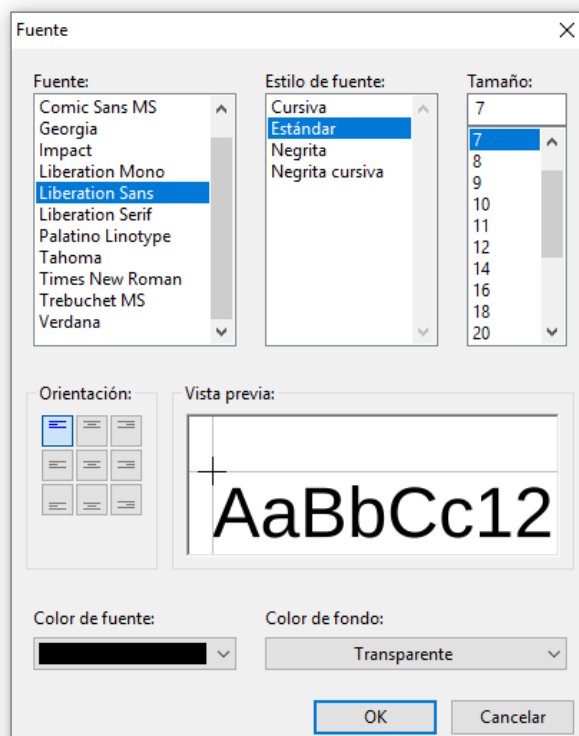 Fuente
Fuente:
Comic Sans MS
Georgia
Impact
Liberation Mono
Liberation Sans
Liberation Serif
Palatino Linotype
Tahoma
Times New Roman
Trebuchet MS
Verdana
Estilo de fuente:
Cursiva
Estándar
Negrita
Negrita cursiva
Tamaño:
7
7
8
9
10
11
12
14
16
18
20
Orientación:
Vista previa:
AaBbCc12
Color de fuente:
Color de fondo:
Transparente
OK
Cancelar